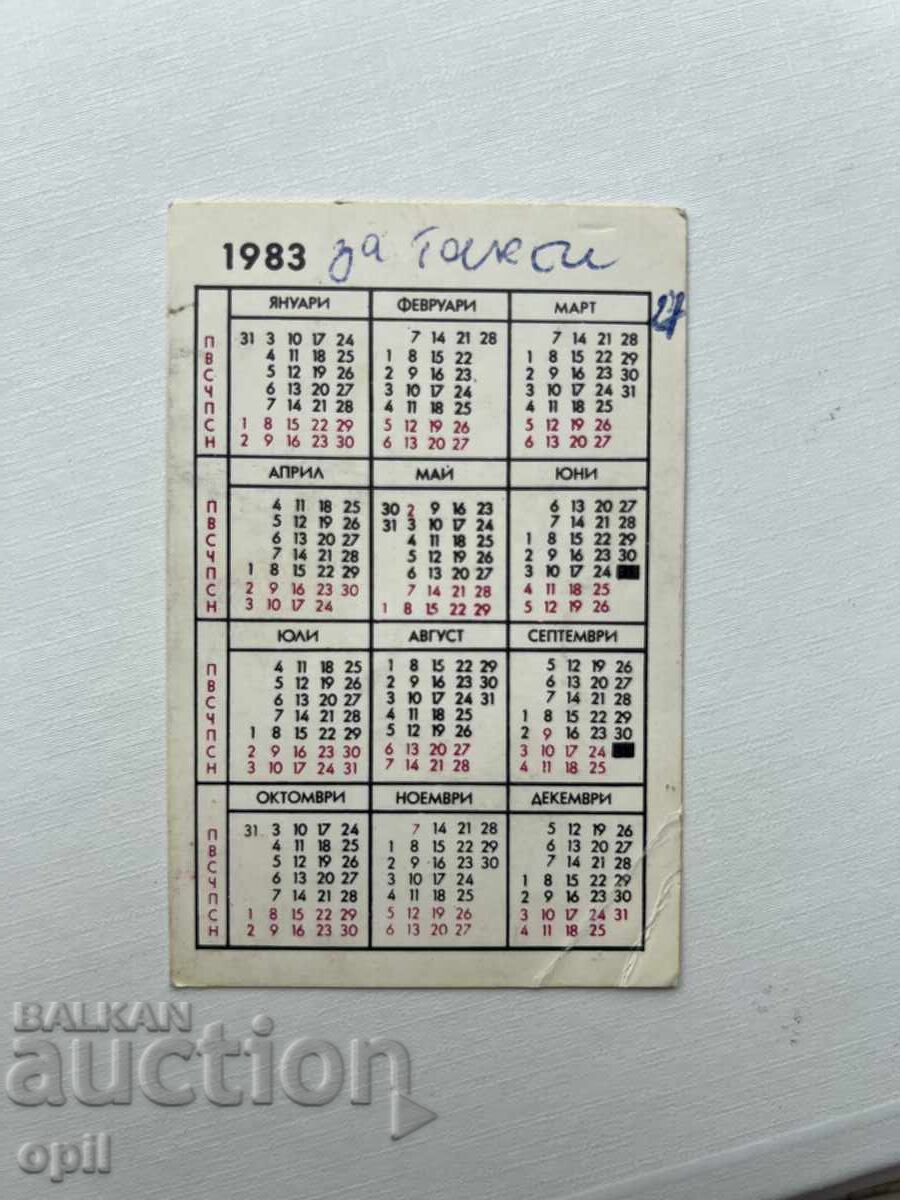 1983 за такси
ЯНУАРИ ФЕВРУАРИ МАРТ 27
П 31 3 10 17 24 7 14 21 28 7 14 21 28
В 4 11 18 25 1 8 15 22 1 8 15 22 29
С 5 12 19 26 2 9 16 23 2 9 16 23 30
Ч 6 13 20 27 3 10 17 24 3 10 17 24 31
П 7 14 21 28 4 11 18 25 4 11 18 25
С 1 8 15 22 29 5 12 19 26 5 12 19 26
Н 2 9 16 23 30 6 13 20 27 6 13 20 27
АПРИЛ МАЙ ЮНИ
П 4 11 18 25 30 2 9 16 23 6 13 20 27
В 5 12 19 26 31 3 10 17 24 7 14 21 28
С 6 13 20 27 4 11 18 25 1 8 15 22 29
Ч 7 14 21 28 5 12 19 26 2 9 16 23 30
П 1 8 15 22 29 6 13 20 27 3 10 17 24
С 2 9 16 23 30 7 14 21 28 4 11 18 25
Н 3 10 17 24 1 8 15 22 29 5 12 19 26
ЮЛИ АВГУСТ СЕПТЕМВРИ
П 4 11 18 25 1 8 15 22 29 5 12 19 26
В 5 12 19 26 2 9 16 23 30 6 13 20 27
С 6 13 20 27 3 10 17 24 31 7 14 21 28
Ч 7 14 21 28 4 11 18 25 1 8 15 22 29
П 1 8 15 22 29 5 12 19 26 2 9 16 23 30
С 2 9 16 23 30 6 13 20 27 3 10 17 24
Н 3 10 17 24 31 7 14 21 28 4 11 18 25
ОКТОМВРИ НОЕМВРИ ДЕКЕМВРИ
П 31 3 10 17 24 7 14 21 28 5 12 19 26
В 4 11 18 25 1 8 15 22 29 6 13 20 27
С 5 12 19 26 2 9 16 23 30 7 14 21 28
Ч 6 13 20 27 3 10 17 24 1 8 15 22 29
П 7 14 21 28 4 11 18 25 2 9 16 23 30
С 1 8 15 22 29 5 12 19 26 3 10 17 24 31
Н 2 9 16 23 30 6 13 20 27 4 11 18 25
BALKAN
auction
opil